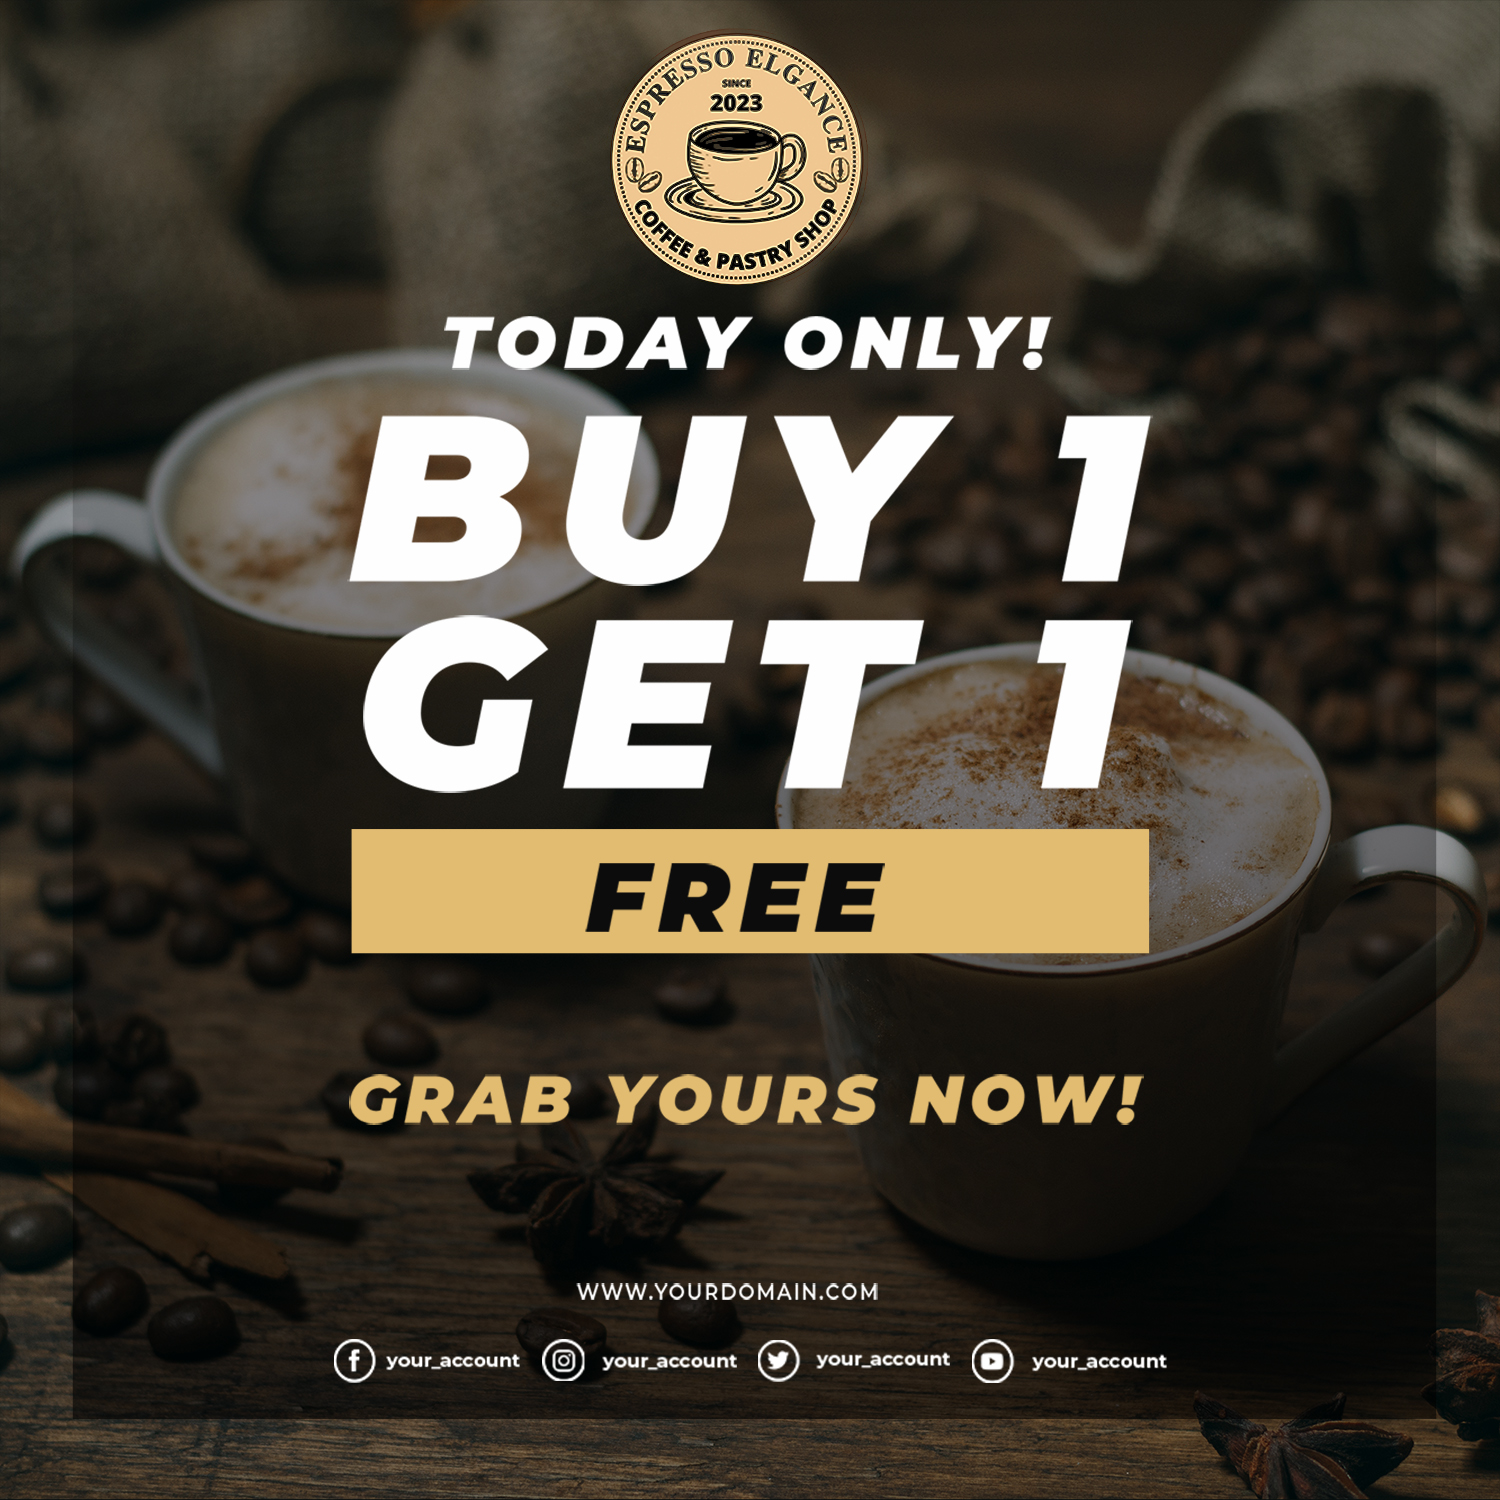 ESPRESSO ELGANCE
SINCE
2023
COFFEE & PASTRY SHOP
TODAY ONLY!
BUY 1
GET 1
FREE
GRAB YOURS NOW!
WWW.YOURDOMAIN.COM
your_account your_account your_account your_account